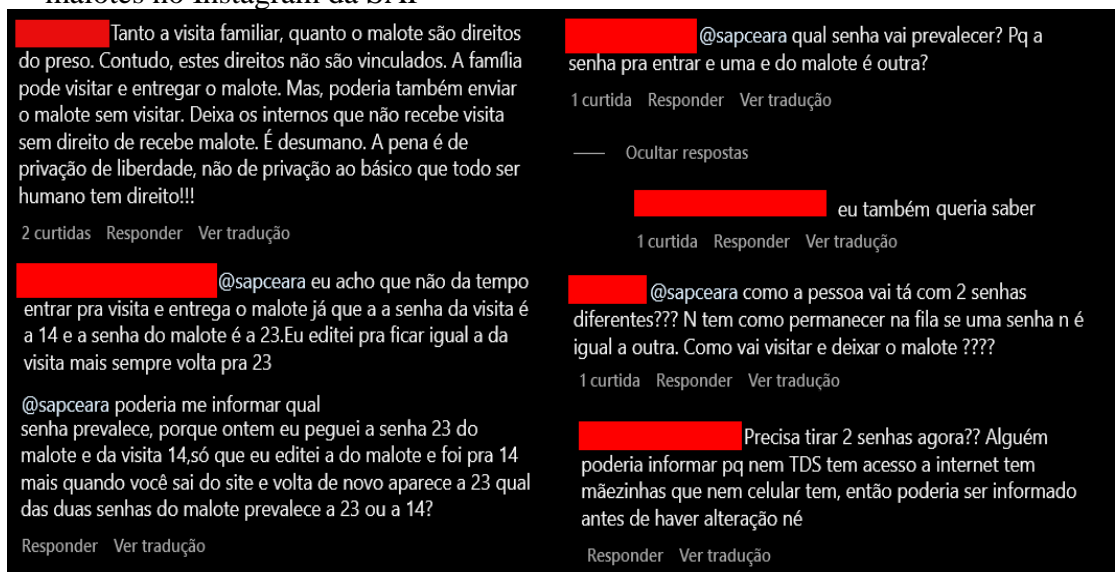 malotes no Instagram da SAP
Tanto a visita familiar, quanto o malote são direitos
do preso. Contudo, estes direitos não são vinculados. A família
pode visitar e entregar o malote. Mas, poderia também enviar
o malote sem visitar. Deixa os internos que não recebe visita
sem direito de recebe malote. É desumano. A pena é de
privação de liberdade, não de privação ao básico que todo ser
humano tem direito!!!
2 curtidas Responder Ver tradução
@sapceara eu acho que não da tempo
entrar pra visita e entrega o malote já que a a senha da visita é
a 14 e a senha do malote é a 23.Eu editei pra ficar igual a da
visita mais sempre volta pra 23
@sapceara poderia me informar qual
senha prevalece, porque ontem eu peguei a senha 23 do
malote e da visita 14,só que eu editei a do malote e foi pra 14
mais quando você sai do site e volta de novo aparece a 23 qual
das duas senhas do malote prevalece a 23 ou a 14?
Responder Ver tradução
@sapceara qual senha vai prevalecer? Pq a
senha pra entrar e uma e do malote é outra?
1 curtida Responder Ver tradução
Ocultar respostas
eu também queria saber
1 curtida Responder Ver tradução
@sapceara como a pessoa vai tá com 2 senhas
diferentes??? N tem como permanecer na fila se uma senha n é
igual a outra. Como vai visitar e deixar o malote ????
1 curtida Responder Ver tradução
Precisa tirar 2 senhas agora?? Alguém
poderia informar pq nem TDS tem acesso a internet tem
mãezinhas que nem celular tem, então poderia ser informado
antes de haver alteração né
Responder Ver tradução